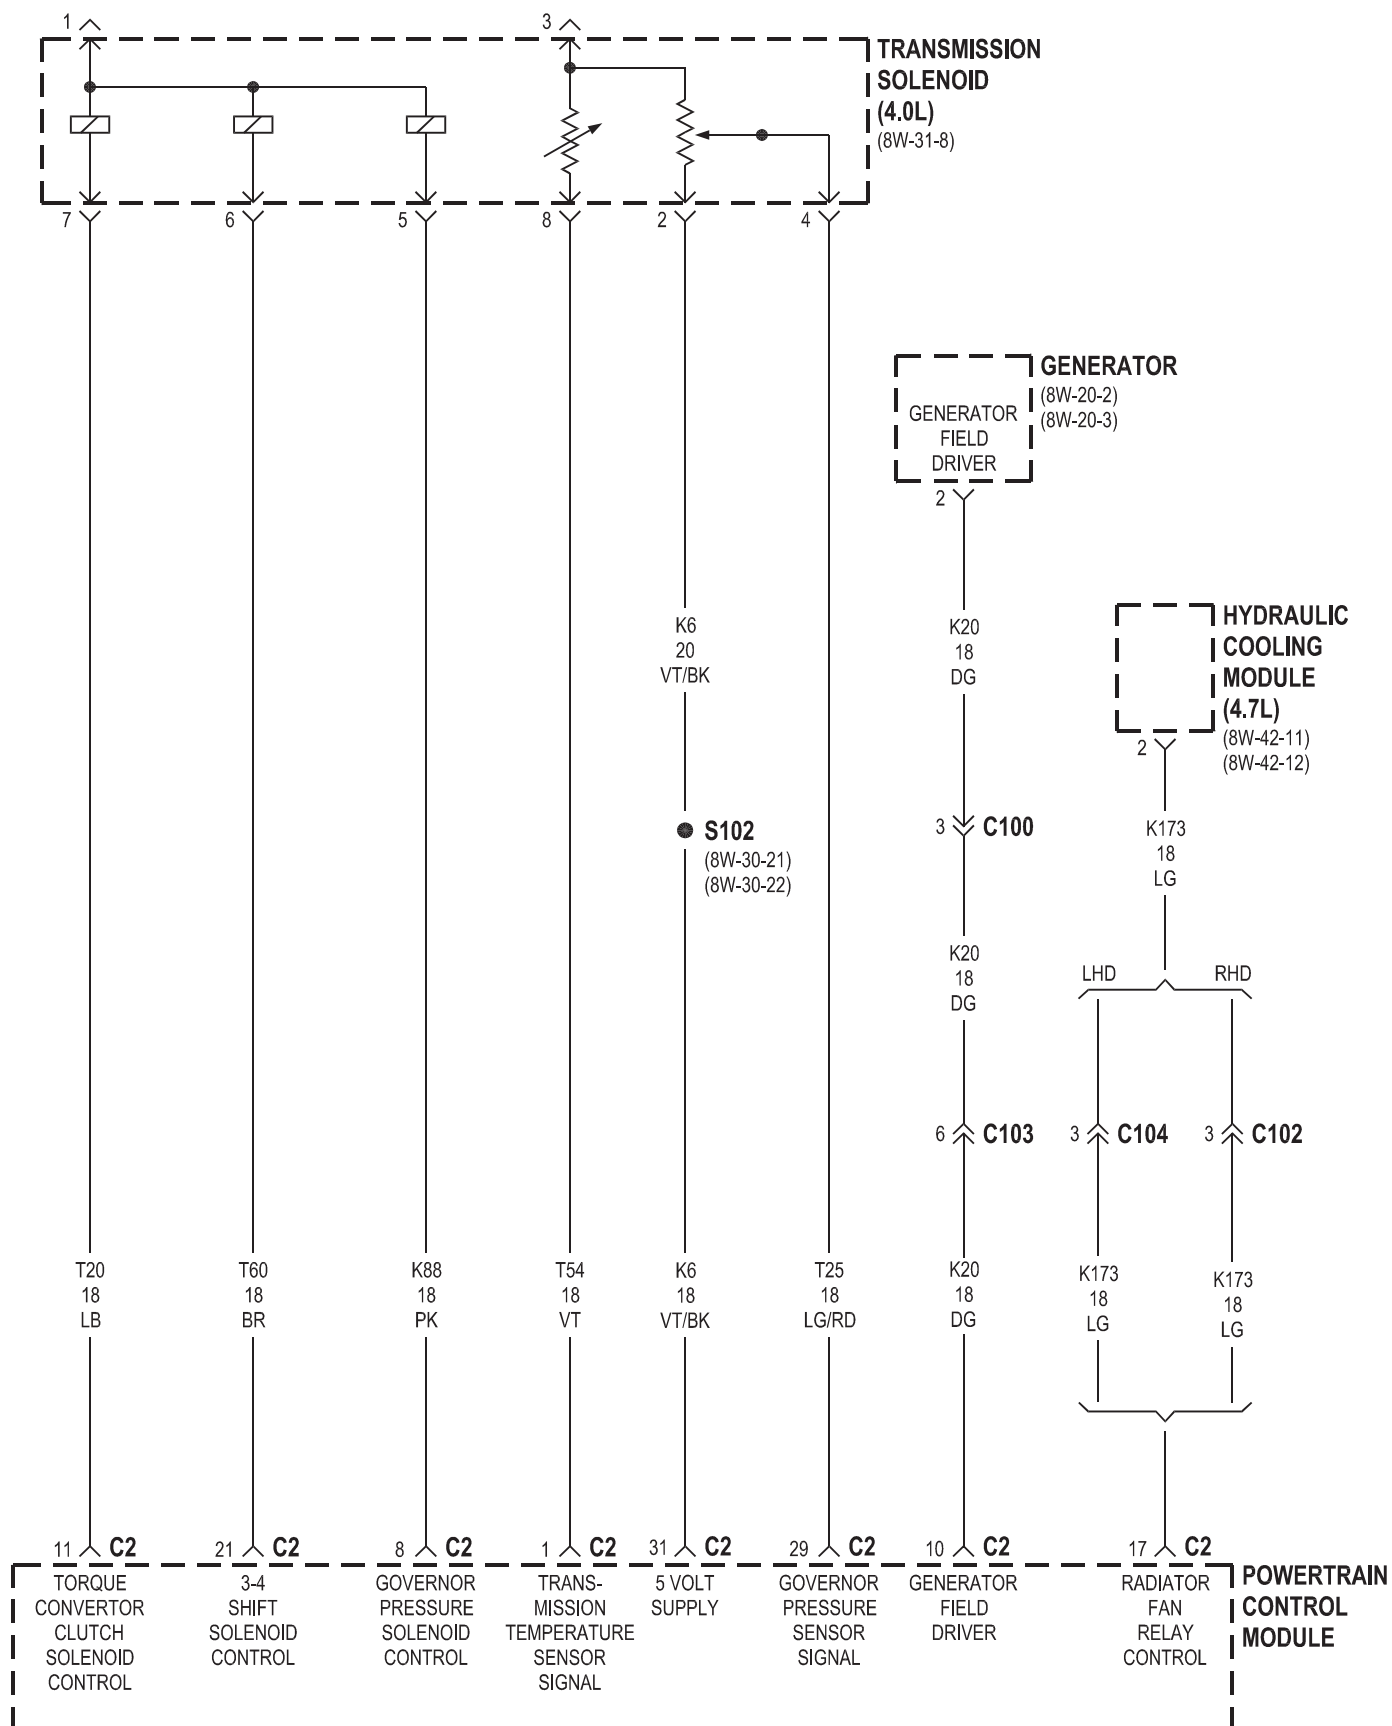 1
3
TRANSMISSION
SOLENOID
(4.0L)
(8W-31-8)
7
6
5
8
2
4
GENERATOR
(8W-20-2)
(8W-20-3)
GENERATOR
FIELD
DRIVER
2
K6
20
VT/BK
K20
18
DG
HYDRAULIC
COOLING
MODULE
(4.7L)
(8W-42-11)
(8W-42-12)
2
S102
(8W-30-21)
(8W-30-22)
3 C100
K173
18
LG
K20
18
DG
LHD
RHD
6 C103
3 C104
3 C102
T20
18
LB
T60
18
BR
K88
18
PK
T54
18
VT
K6
18
VT/BK
T25
18
LG/RD
K20
18
DG
K173
18
LG
K173
18
LG
11 C2
21 C2
8 C2
1 C2
31 C2
29 C2
10 C2
17 C2
TORQUE
CONVERTOR
CLUTCH
SOLENOID
CONTROL
3-4
SHIFT
SOLENOID
CONTROL
GOVERNOR
PRESSURE
SOLENOID
CONTROL
TRANS-
MISSION
TEMPERATURE
SENSOR
SIGNAL
5 VOLT
SUPPLY
GOVERNOR
PRESSURE
SENSOR
SIGNAL
GENERATOR
FIELD
DRIVER
RADIATOR
FAN
RELAY
CONTROL
POWERTRAIN
CONTROL
MODULE